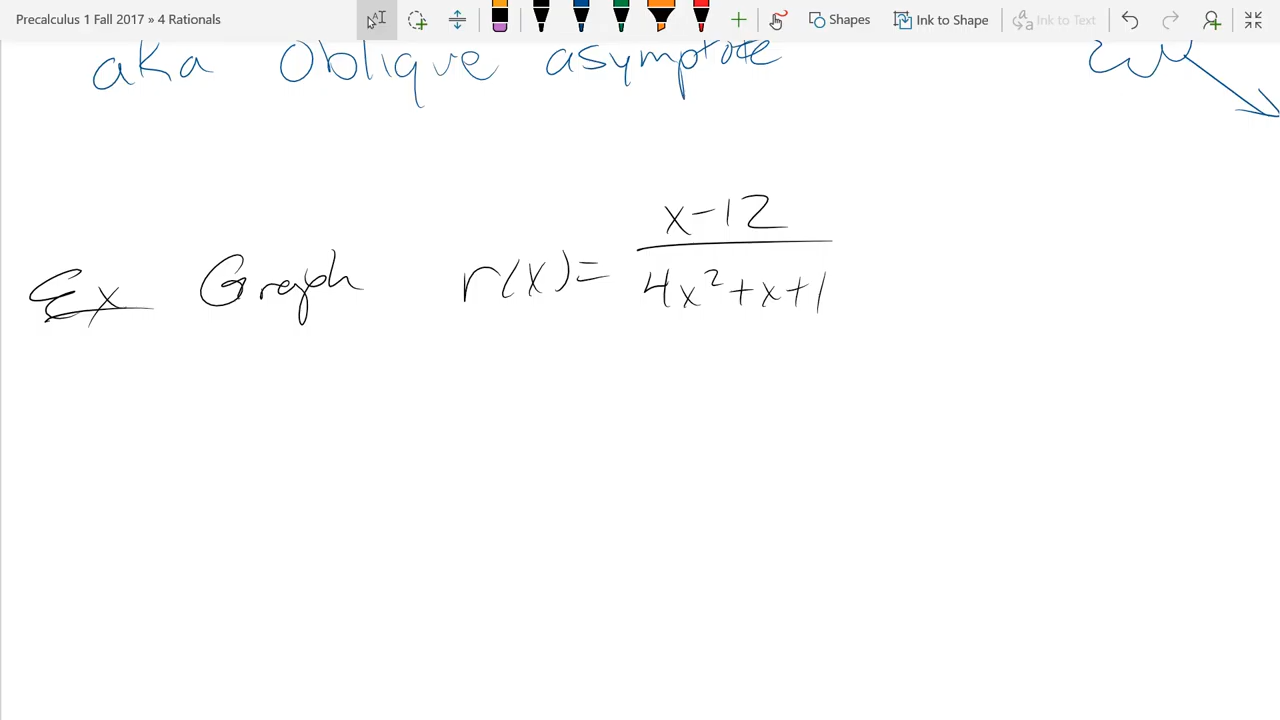 Precalculus 1 Fall 2017 » 4 Rationals
Shapes
Ink to Shape
Ink to Text
aka Oblique asymptote
Ex Graph r(x)= x-12 / 4x²+x+1